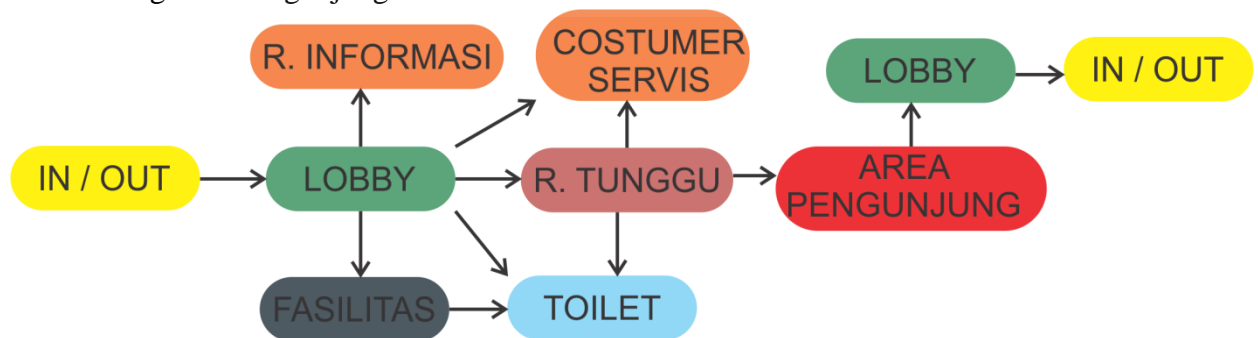 R. INFORMASI
COSTUMER
SERVIS
LOBBY
IN / OUT
IN / OUT
LOBBY
R. TUNGGU
AREA
PENGUNJUNG
FASILITAS
TOILET